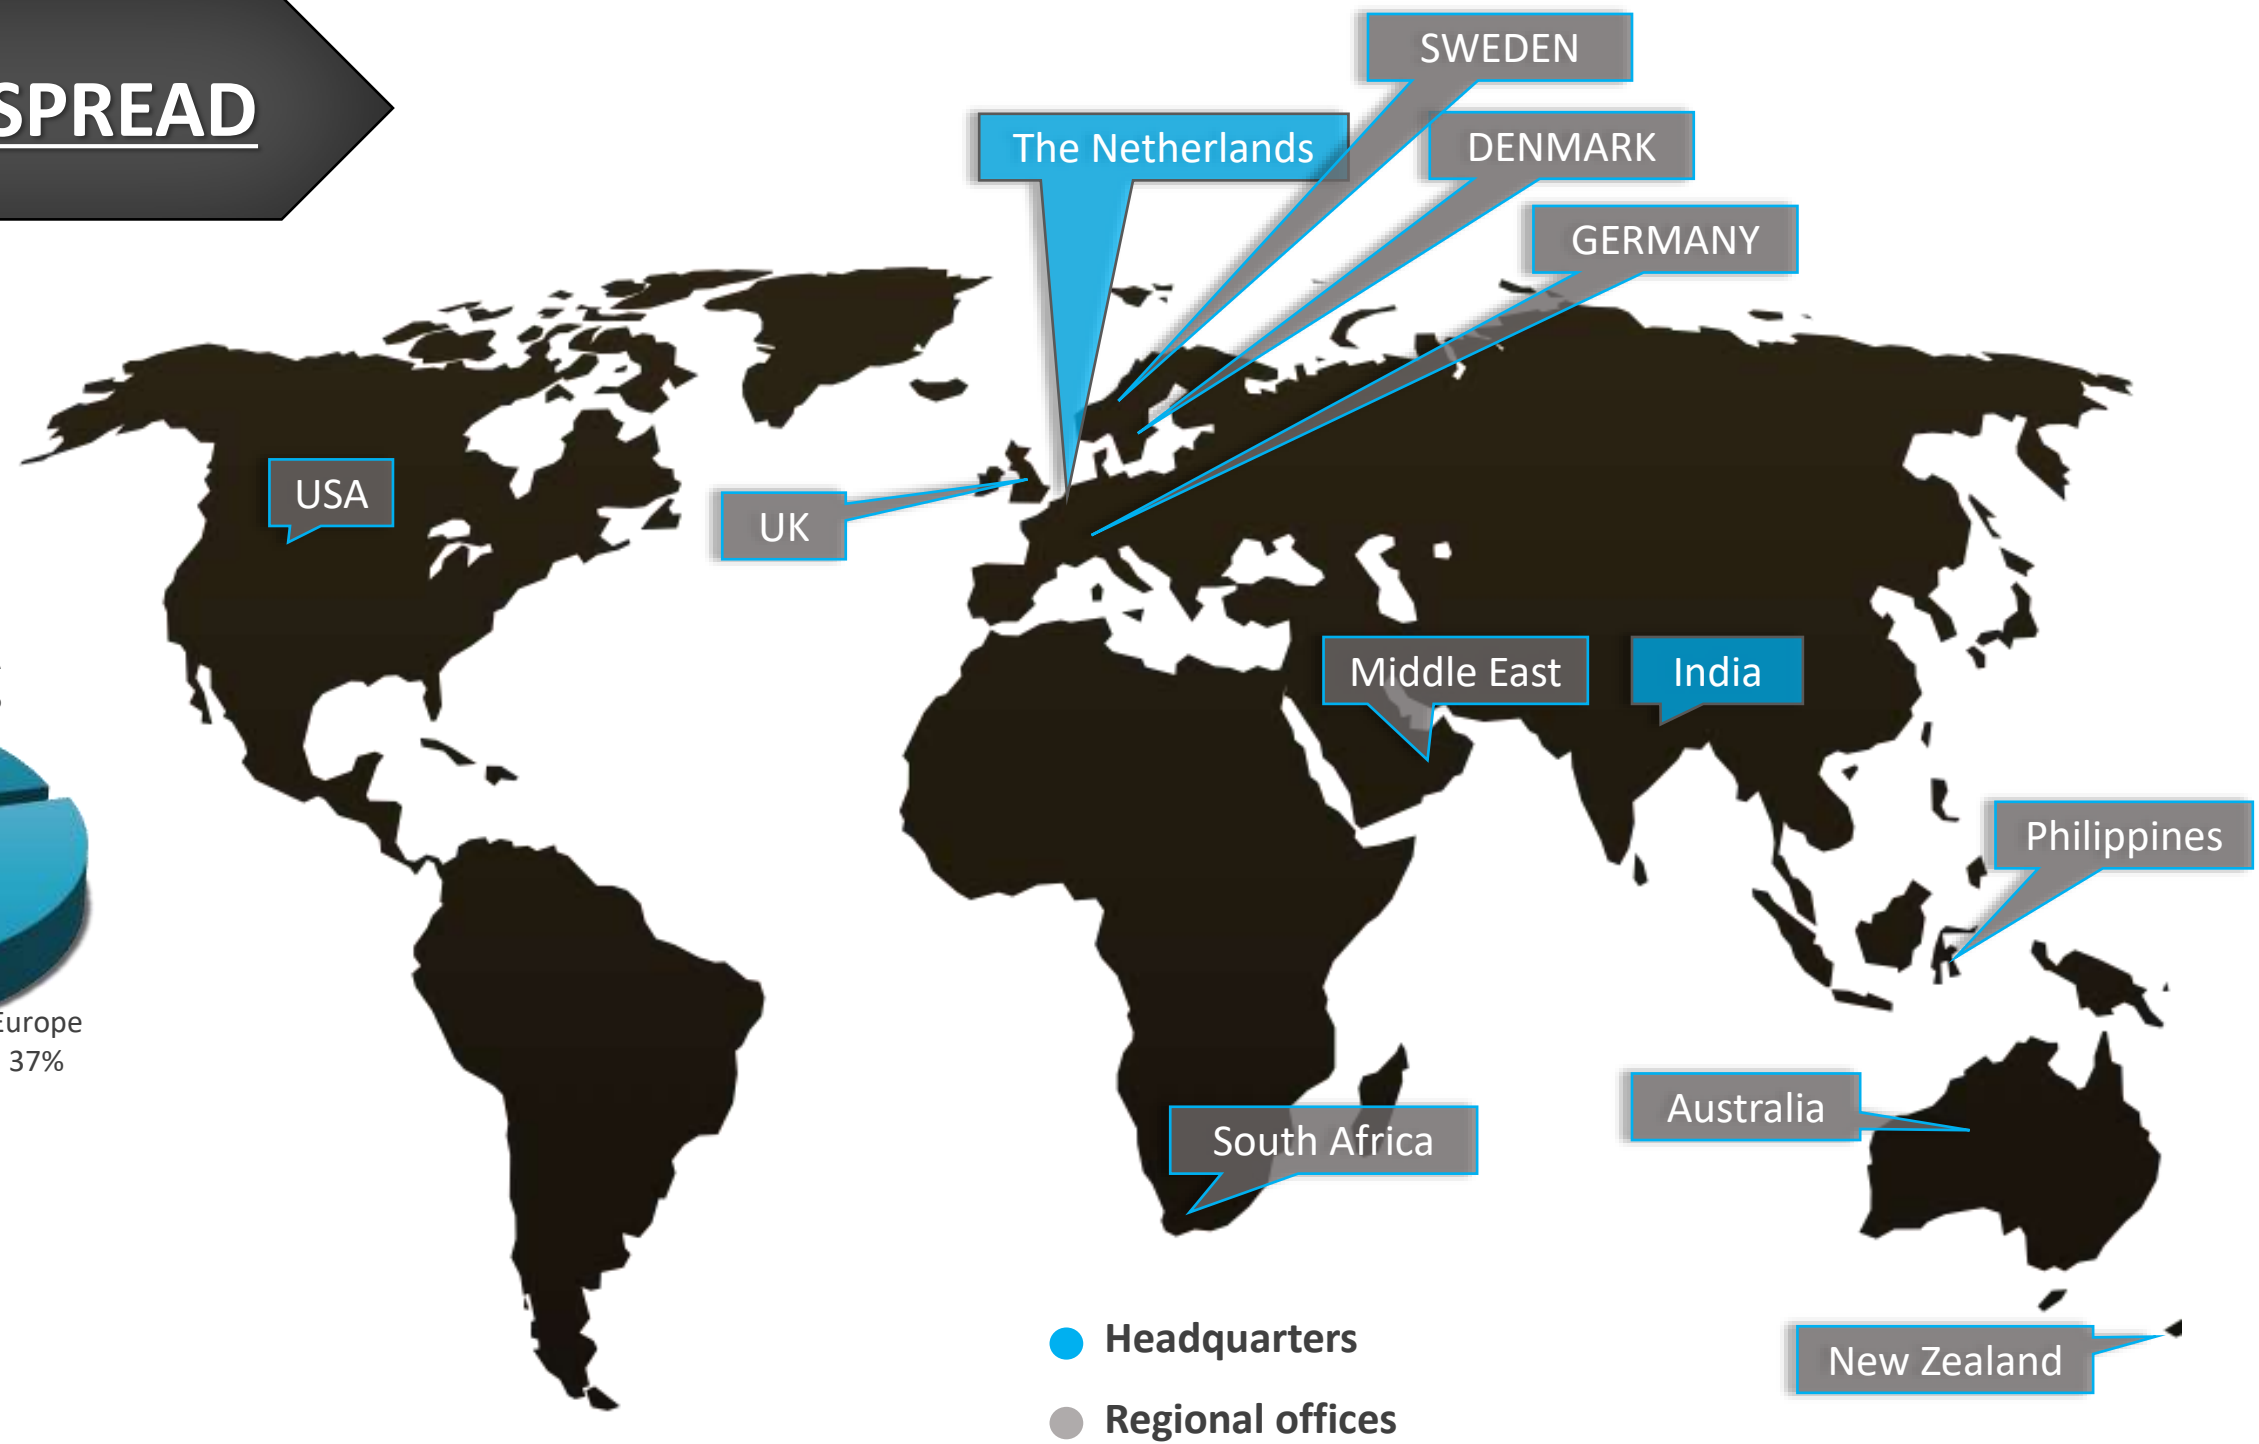 SPREAD
SWEDEN
The Netherlands
DENMARK
GERMANY
USA
UK
Middle East
India
Philippines
Europe
37%
Australia
South Africa
Headquarters
New Zealand
Regional offices